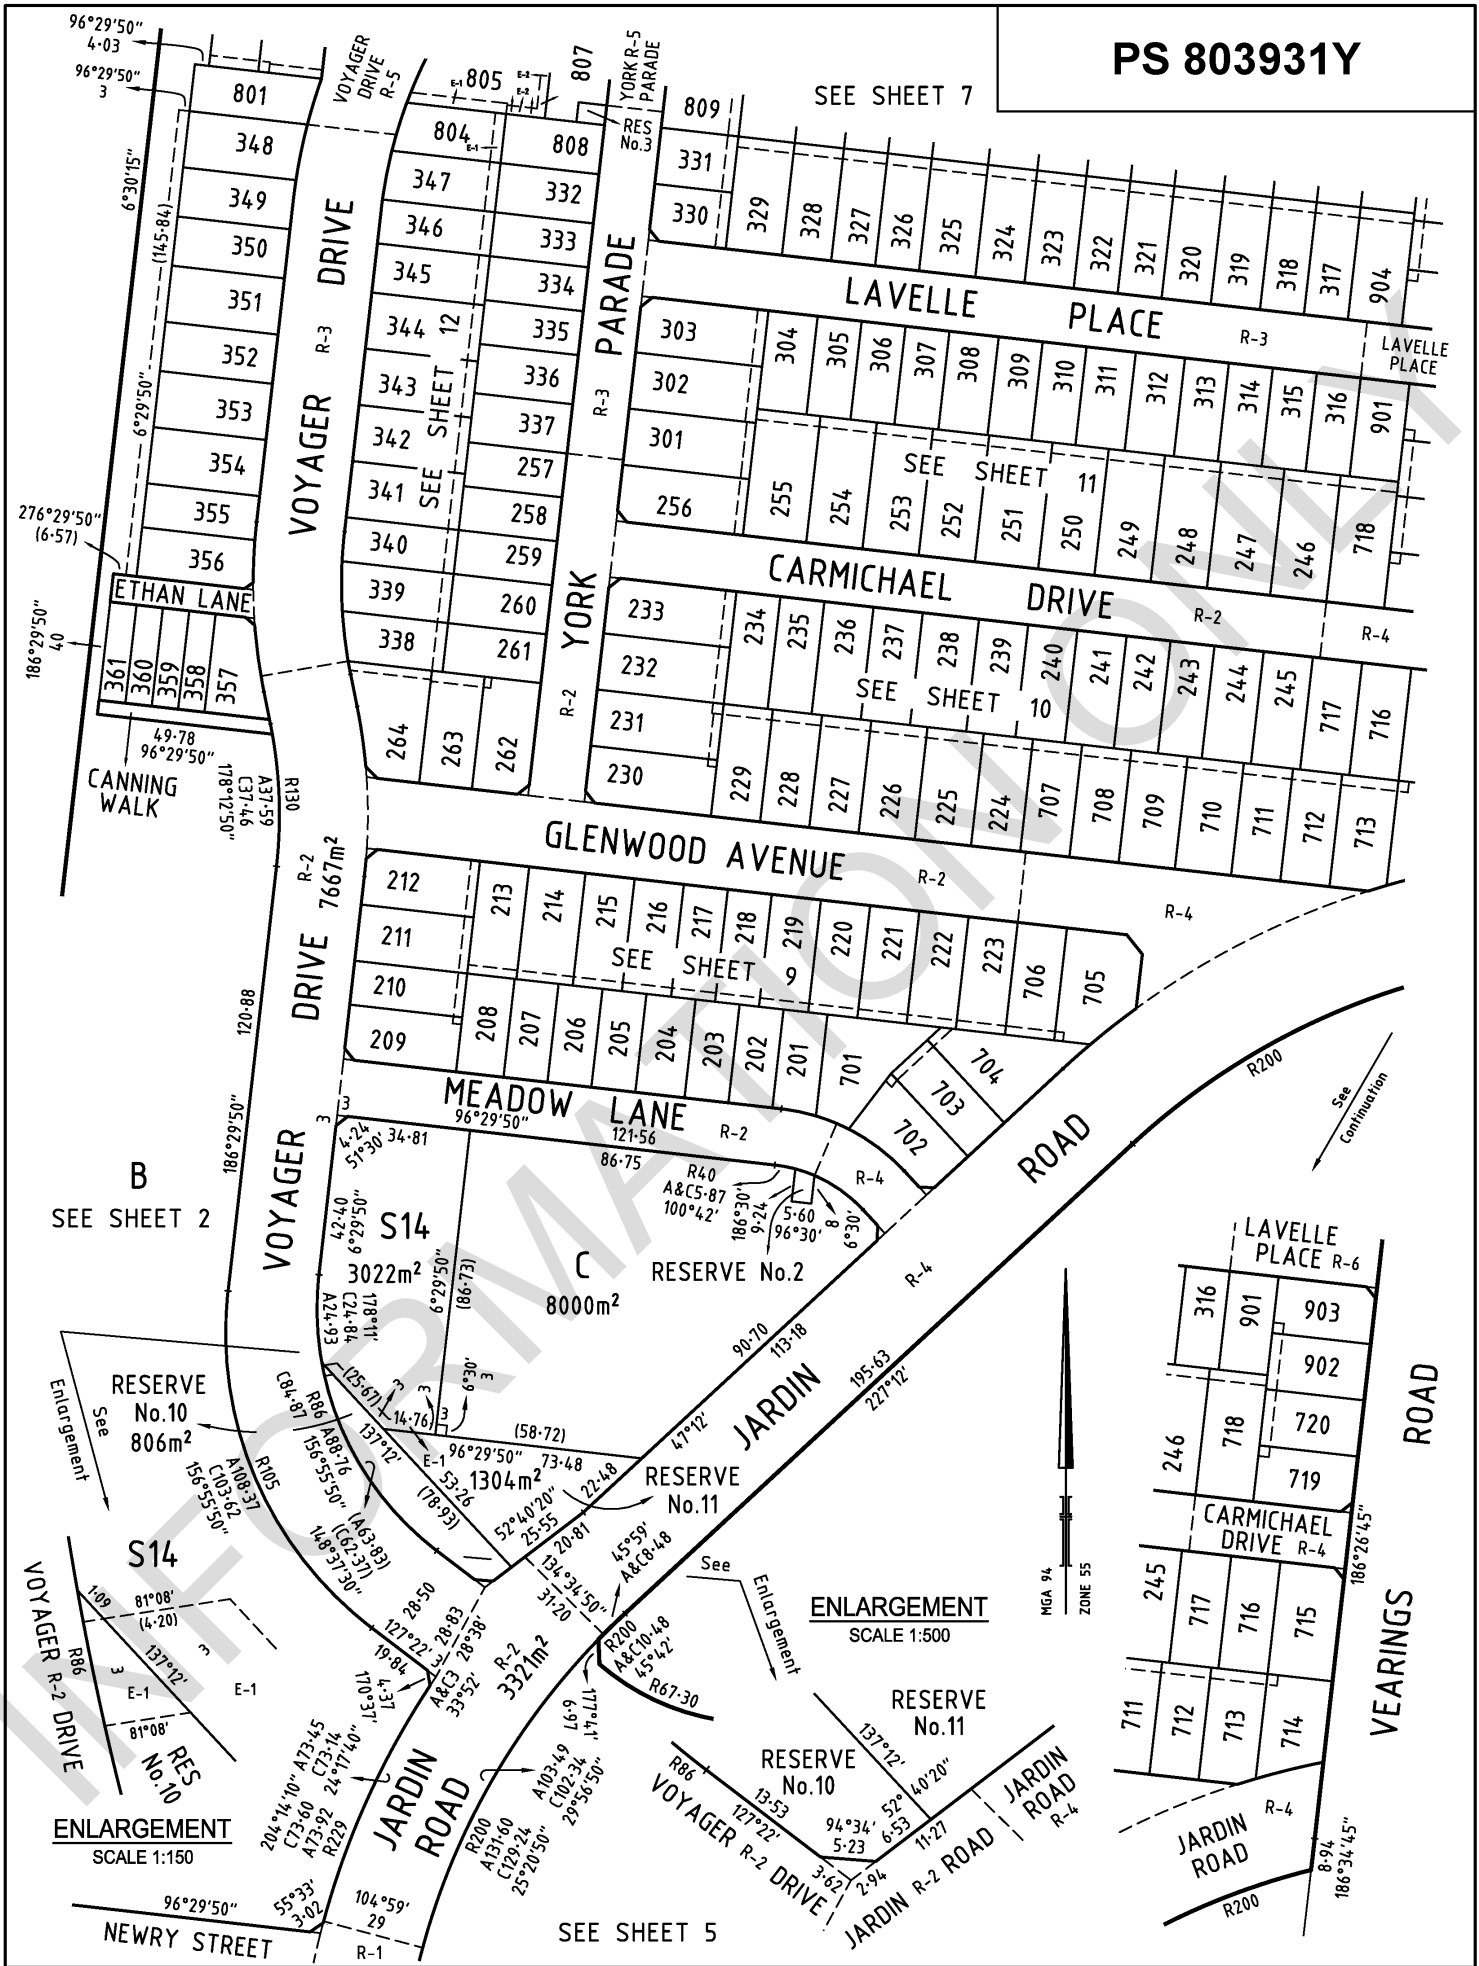 PS 803931Y
SEE SHEET 7
96°29'50"
4·03
96°29'50"
3
6°30'15"
(145·84)
6°29'50"
276°29'50"
(6·57)
186°29'50"
40
VOYAGER
DRIVE
R-5
YORK R-5
PARADE
RES
No.3
801
348
349
350
351
352
353
354
355
356
ETHAN LANE
361
360
359
358
357
49·78
96°29'50"
CANNING
WALK
VOYAGER DRIVE
R-3
E-1
805
E-2
E-2
807
804
E-1
808
809
347
346
345
344
343
342
341
340
339
338
SEE SHEET 12
332
333
334
335
336
337
257
258
259
260
261
264
263
262
YORK PARADE
R-3
R-2
331
330
329
328
327
326
325
324
323
322
321
320
319
318
317
904
LAVELLE PLACE
R-3
LAVELLE
PLACE
303
302
301
256
304
305
306
307
308
309
310
311
312
313
314
315
316
901
SEE SHEET 11
255
254
253
252
251
250
249
248
247
246
718
CARMICHAEL DRIVE
R-2
R-4
233
232
231
230
234
235
236
237
238
239
240
241
242
243
244
245
717
716
SEE SHEET 10
229
228
227
226
225
224
707
708
709
710
711
712
713
GLENWOOD AVENUE
R-2
R-4
R130
A37·59
C37·46
178°12'50"
R-2
7667m²
212
211
210
209
213
214
215
216
217
218
219
220
221
222
223
706
705
SEE SHEET 9
208
207
206
205
204
203
202
201
701
704
703
702
MEADOW LANE
96°29'50"
121·56
R-2
R-4
VOYAGER DRIVE
120·88
186°29'50"
B
SEE SHEET 2
3
3
4·24
51°30'
34·81
86·75
R40
A&C5·87
100°42'
186°30'
9·24
5·60
96°30'
8
6°30'
RESERVE No.2
42·40
6°29'50"
S14
3022m²
178°11'
C24·84
A24·93
6°29'50"
(86·73)
C
8000m²
JARDIN ROAD
R-4
R200
See
Continuation
90·70
113·18
195·63
227°12'
47°12'
See
Enlargement
RESERVE
No.10
806m²
R105
A108·37
C103·62
156°55'50"
C84·87
R86
A88·76
156°55'50"
137°12'
(25·67)
3
14·76
3
3
6°30'
3
E-1
96°29'50"
(58·72)
73·48
53·26
(78·93)
1304m²
RESERVE
No.11
52°40'20"
22·48
25·55
20·81
(A63·83)
(C62·37)
148°37'30"
134°34'50"
31·20
45°59'
A&C8·48
28·50
127°22'
19·84
3
28·83
28°38'
A&C3
33°52'
4·37
170°37'
R-2
3321m²
R200
A&C10·48
45°42'
R67·30
177°41'
6·97
A103·49
C102·34
29°56'50"
R200
A131·60
C129·24
25°20'50"
A73·45
C73·14
24°17'40"
204°14'10"
C73·60
A73·92
R229
JARDIN
ROAD
96°29'50"
55°33'
3·02
104°59'
29
R-1
NEWRY STREET
SEE SHEET 5
S14
VOYAGER R-2 DRIVE
1·09
81°08'
(4·20)
R86
137°12'
3
3
E-1
E-1
81°08'
RES
No.10
ENLARGEMENT
SCALE 1:150
See
Enlargement
ENLARGEMENT
SCALE 1:500
RESERVE
No.11
RESERVE
No.10
137°12'
52°
40'20"
R86
13·53
127°22'
94°34'
5·23
6·53
11·27
3·62
2·94
VOYAGER R-2 DRIVE
JARDIN R-2 ROAD
JARDIN
ROAD
R-4
MGA 94
ZONE 55
LAVELLE
PLACE R-6
316
901
903
902
720
719
246
718
CARMICHAEL
DRIVE R-4
245
717
716
715
711
712
713
714
VEARINGS ROAD
186°26'45"
JARDIN
ROAD
R-4
R200
8·94
186°34'45"
INFORMATION ONLY